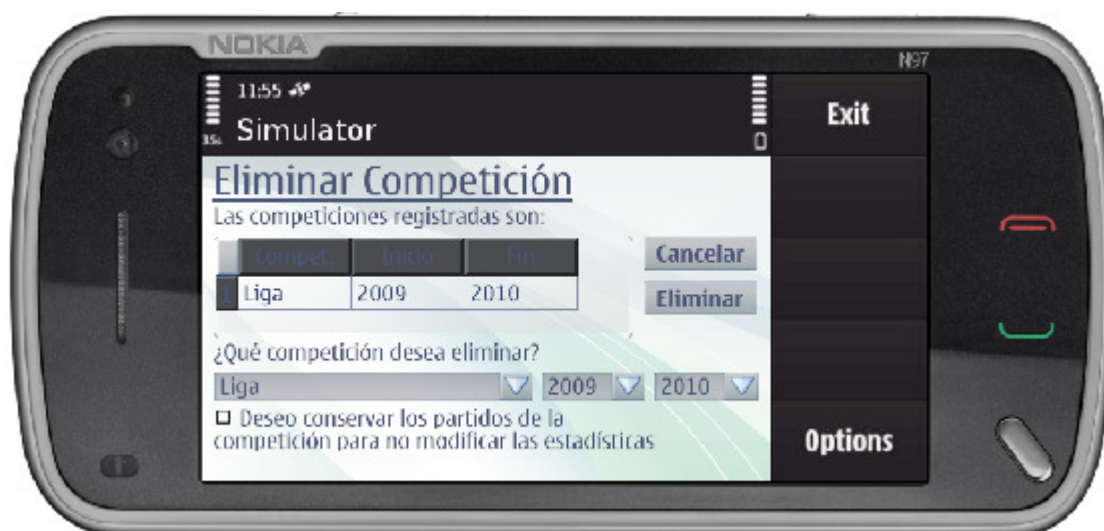 NOKIA
N97
11:55
Simulator
Exit
Eliminar Competición
Las competiciones registradas son:
Compet. Inicio Fin
1 Liga 2009 2010
Cancelar
Eliminar
¿Qué competición desea eliminar?
Liga 2009 2010
Deseo conservar los partidos de la
competición para no modificar las estadísticas
Options